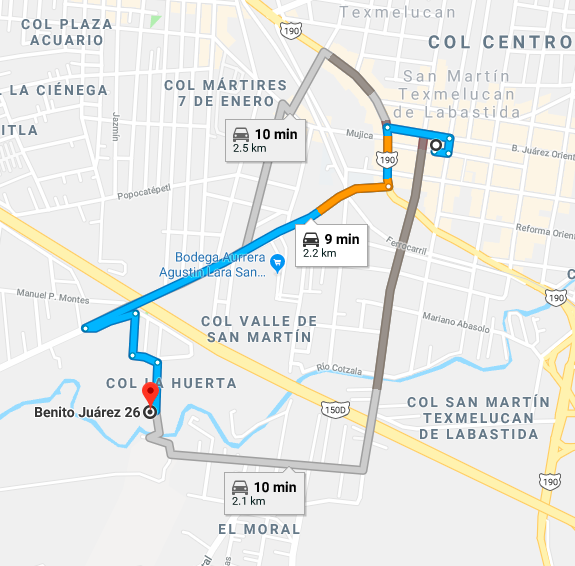 Texmelucan
COL PLAZA
ACUARIO
190
COL CENTRO
LA CIÉNEGA
COL MÁRTIRES
7 DE ENERO
San Martín
Texmelucan
de Labastida
ITLA
Jazmín
10 min
2.5 km
Mujica
190
B. Juárez Orien
Popocatépetl
Reforma Orien
9 min
2.2 km
Ferrocarril
Bodega Aurrera
Agustin Lara San...
Manuel P. Montes
190
COL VALLE DE
SAN MARTÍN
Mariano Abasolo
Río Cotzala
COL LA HUERTA
Benito Juárez 26
150D
COL SAN MARTÍN
TEXMELUCAN
DE LABASTIDA
190
10 min
2.1 km
EL MORAL